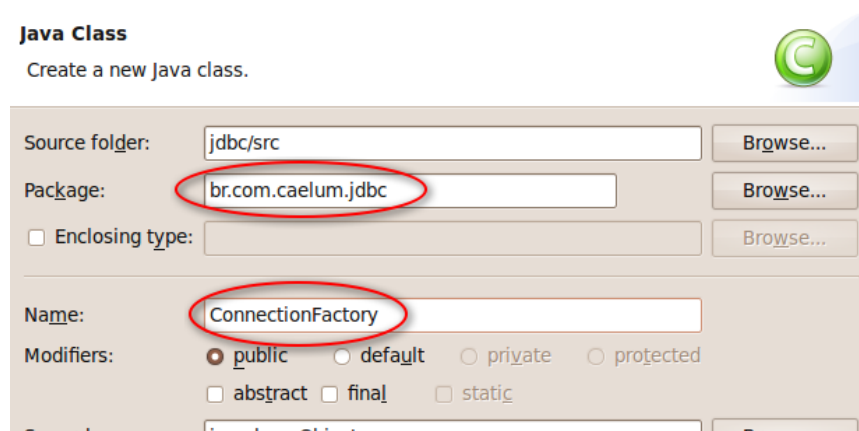 Java Class
Create a new Java class.
Source folder: jdbc/src Browse...
Package: br.com.caelum.jdbc Browse...
Enclosing type: Browse...
Name: ConnectionFactory
Modifiers: public default private protected
abstract final static